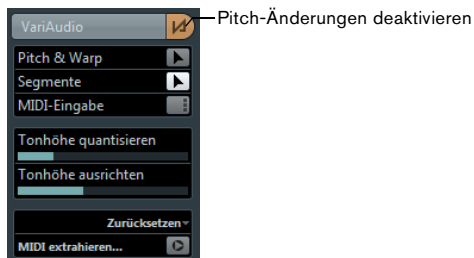 VariAudio
Pitch-Änderungen deaktivieren
Pitch & Warp
Segmente
MIDI-Eingabe
Tonhöhe quantisieren
Tonhöhe ausrichten
Zurücksetzen
MIDI extrahieren...